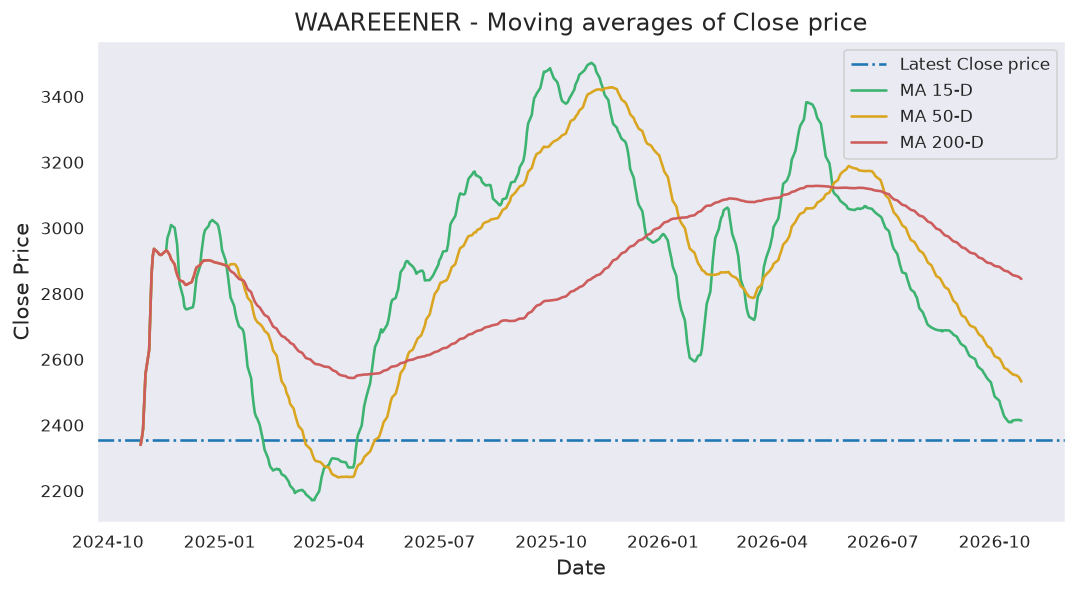 WAAREEENER - Moving averages of Close price
Latest Close price
MA 15-D
MA 50-D
MA 200-D
Close Price
3400
3200
3000
2800
2600
2400
2200
2024-10 2025-01 2025-04 2025-07 2025-10 2026-01 2026-04 2026-07 2026-10
Date